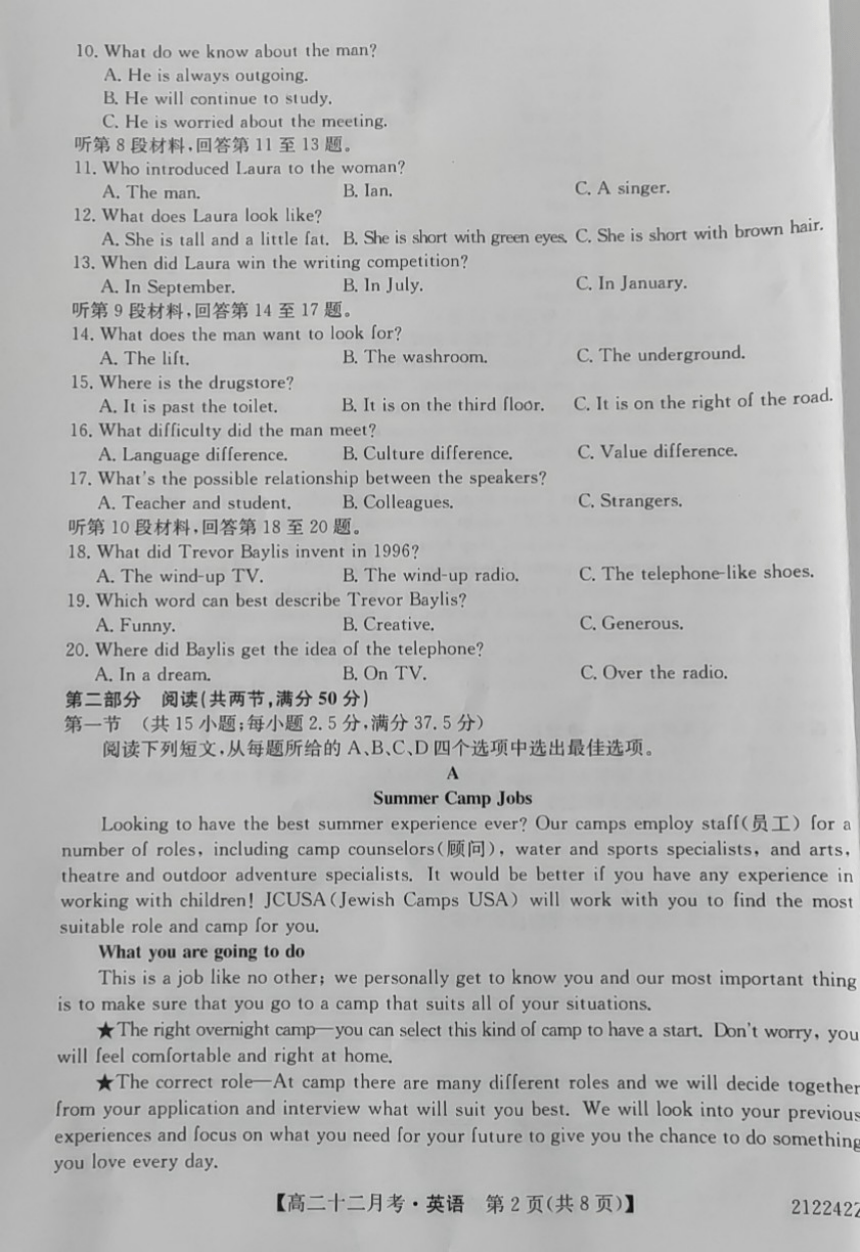 10. What do we know about the man?
A. He is always outgoing.
B. He will continue to study.
C. He is worried about the meeting.
听第 8 段材料,回答第 11 至 13 题。
11. Who introduced Laura to the woman?
A. The man. B. Ian. C. A singer.
12. What does Laura look like?
A. She is tall and a little fat. B. She is short with green eyes. C. She is short with brown hair.
13. When did Laura win the writing competition?
A. In September. B. In July. C. In January.
听第 9 段材料,回答第 14 至 17 题。
14. What does the man want to look for?
A. The lift. B. The washroom. C. The underground.
15. Where is the drugstore?
A. It is past the toilet. B. It is on the third floor. C. It is on the right of the road.
16. What difficulty did the man meet?
A. Language difference. B. Culture difference. C. Value difference.
17. What's the possible relationship between the speakers?
A. Teacher and student. B. Colleagues. C. Strangers.
听第 10 段材料,回答第 18 至 20 题。
18. What did Trevor Baylis invent in 1996?
A. The wind-up TV. B. The wind-up radio. C. The telephone-like shoes.
19. Which word can best describe Trevor Baylis?
A. Funny. B. Creative. C. Generous.
20. Where did Baylis get the idea of the telephone?
A. In a dream. B. On TV. C. Over the radio.
第二部分 阅读(共两节,满分 50 分)
第一节 (共 15 小题;每小题 2.5 分,满分 37.5 分)
阅读下列短文,从每题所给的 A、B、C、D 四个选项中选出最佳选项。
A
Summer Camp Jobs
Looking to have the best summer experience ever? Our camps employ staff(员工) for a
number of roles, including camp counselors(顾问), water and sports specialists, and arts,
theatre and outdoor adventure specialists. It would be better if you have any experience in
working with children! JCUSA(Jewish Camps USA) will work with you to find the most
suitable role and camp for you.
What you are going to do
This is a job like no other; we personally get to know you and our most important thing
is to make sure that you go to a camp that suits all of your situations.
★The right overnight camp—you can select this kind of camp to have a start. Don't worry, you
will feel comfortable and right at home.
★The correct role—At camp there are many different roles and we will decide together
from your application and interview what will suit you best. We will look into your previous
experiences and focus on what you need for your future to give you the chance to do something
you love every day.
【高二十二月考·英语 第 2 页(共 8 页)】
212242Z